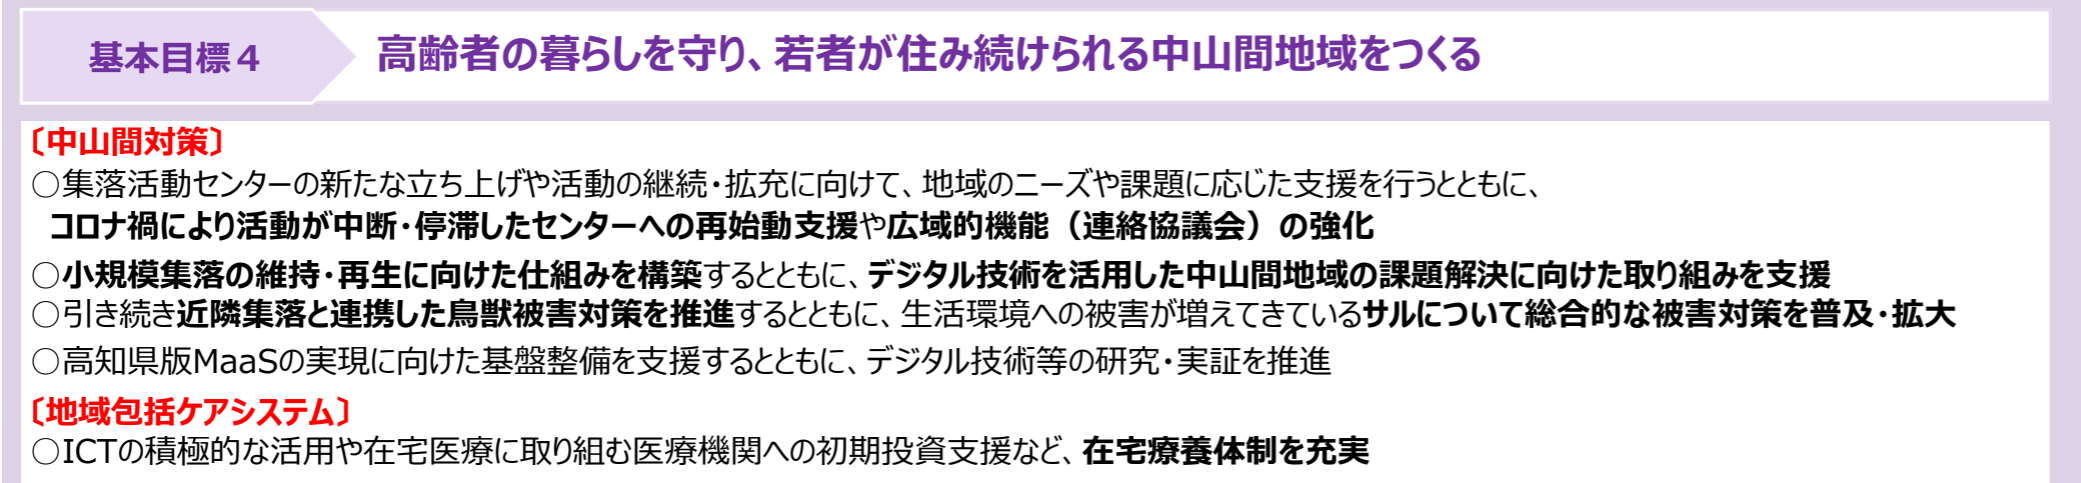 基本目標４
高齢者の暮らしを守り、若者が住み続けられる中山間地域をつくる
〔中山間対策〕
○集落活動センターの新たな立ち上げや活動の継続・拡充に向けて、地域のニーズや課題に応じた支援を行うとともに、
コロナ禍により活動が中断・停滞したセンターへの再始動支援や広域的機能（連絡協議会）の強化
○小規模集落の維持・再生に向けた仕組みを構築するとともに、デジタル技術を活用した中山間地域の課題解決に向けた取り組みを支援
○引き続き近隣集落と連携した鳥獣被害対策を推進するとともに、生活環境への被害が増えてきているサルについて総合的な被害対策を普及・拡大
○高知県版MaaSの実現に向けた基盤整備を支援するとともに、デジタル技術等の研究・実証を推進
〔地域包括ケアシステム〕
○ICTの積極的な活用や在宅医療に取り組む医療機関への初期投資支援など、在宅療養体制を充実